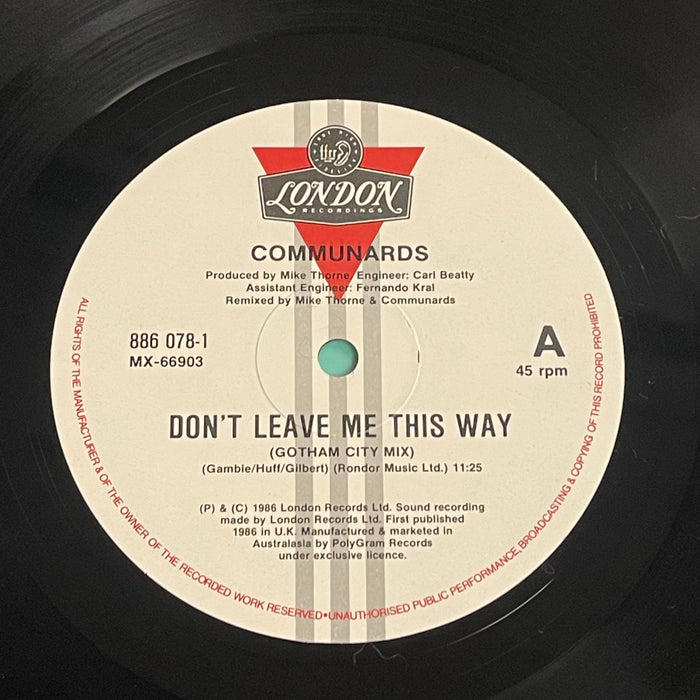 FULL FREQUENCY
ffrr
LONDON
RECORDINGS
COMMUNARDS
Produced by Mike Thorne, Engineer: Carl Beatty
Assistant Engineer: Fernando Kral
Remixed by Mike Thorne & Communards
886 078-1
MX-66903
A
45 rpm
DON'T LEAVE ME THIS WAY
(GOTHAM CITY MIX)
(Gamble/Huff/Gilbert) (Rondor Music Ltd.) 11:25
(P) & (C) 1986 London Records Ltd. Sound recording
made by London Records Ltd. First published
1986 in U.K. Manufactured & marketed in
Australasia by PolyGram Records
under exclusive licence.
ALL RIGHTS OF THE MANUFACTURER & OF THE OWNER OF THE RECORDED WORK RESERVED•UNAUTHORISED PUBLIC PERFORMANCE, BROADCASTING & COPYING OF THIS RECORD PROHIBITED